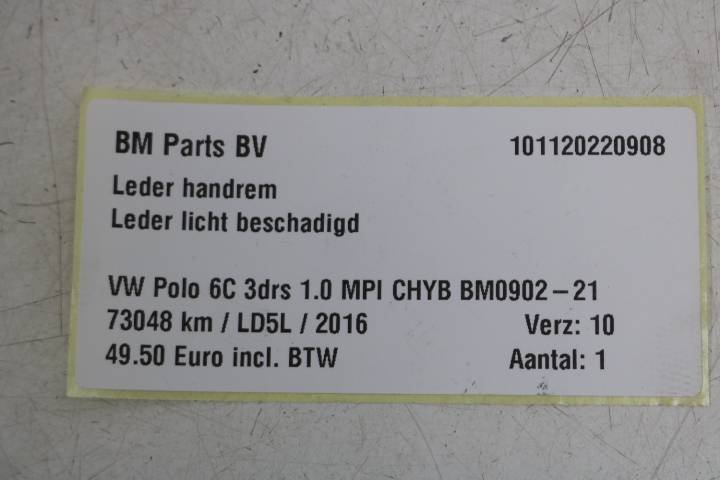 BM Parts BV 101120220908
Leder handrem
Leder licht beschadigd
VW Polo 6C 3drs 1.0 MPI CHYB BM0902-21
73048 km / LD5L / 2016 Verz: 10
49.50 Euro incl. BTW Aantal: 1